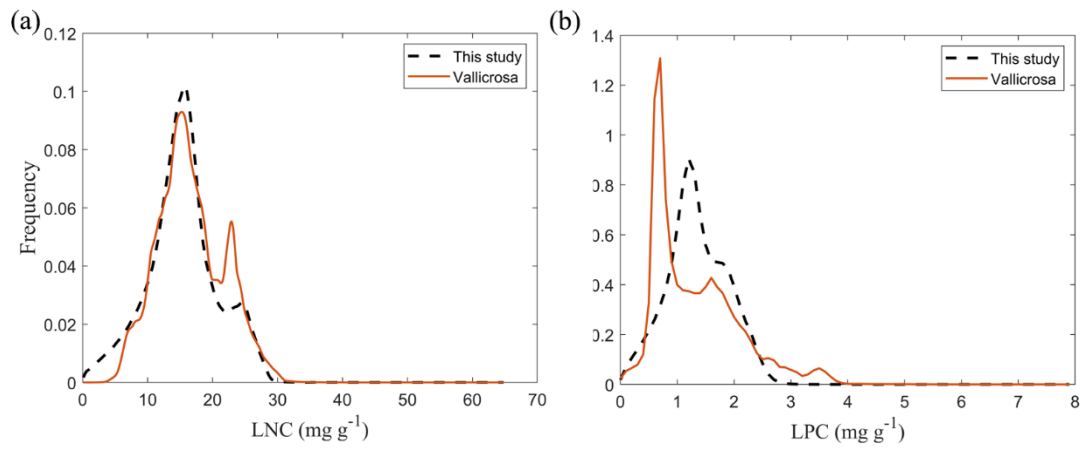 (a)
0.12
0.1
0.08
0.06
0.04
0.02
0
Frequency
This study
Vallicrosa
0 10 20 30 40 50 60 70
LNC (mg g-1)
(b)
1.4
1.2
1
0.8
0.6
0.4
0.2
0
This study
Vallicrosa
0 1 2 3 4 5 6 7 8
LPC (mg g-1)